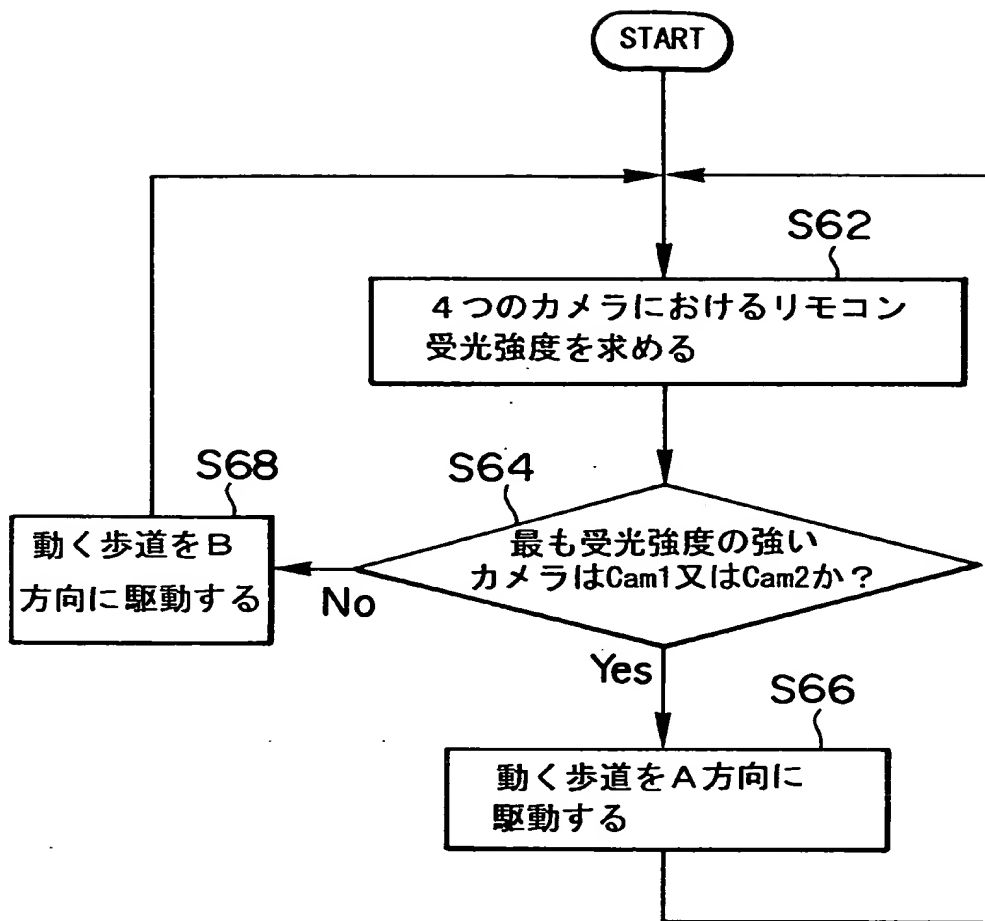 START
S62
４つのカメラにおけるリモコン
受光強度を求める
S64
最も受光強度の強い
カメラはCam1又はCam2か？
No
S68
動く歩道をB
方向に駆動する
Yes
S66
動く歩道をA方向に
駆動する